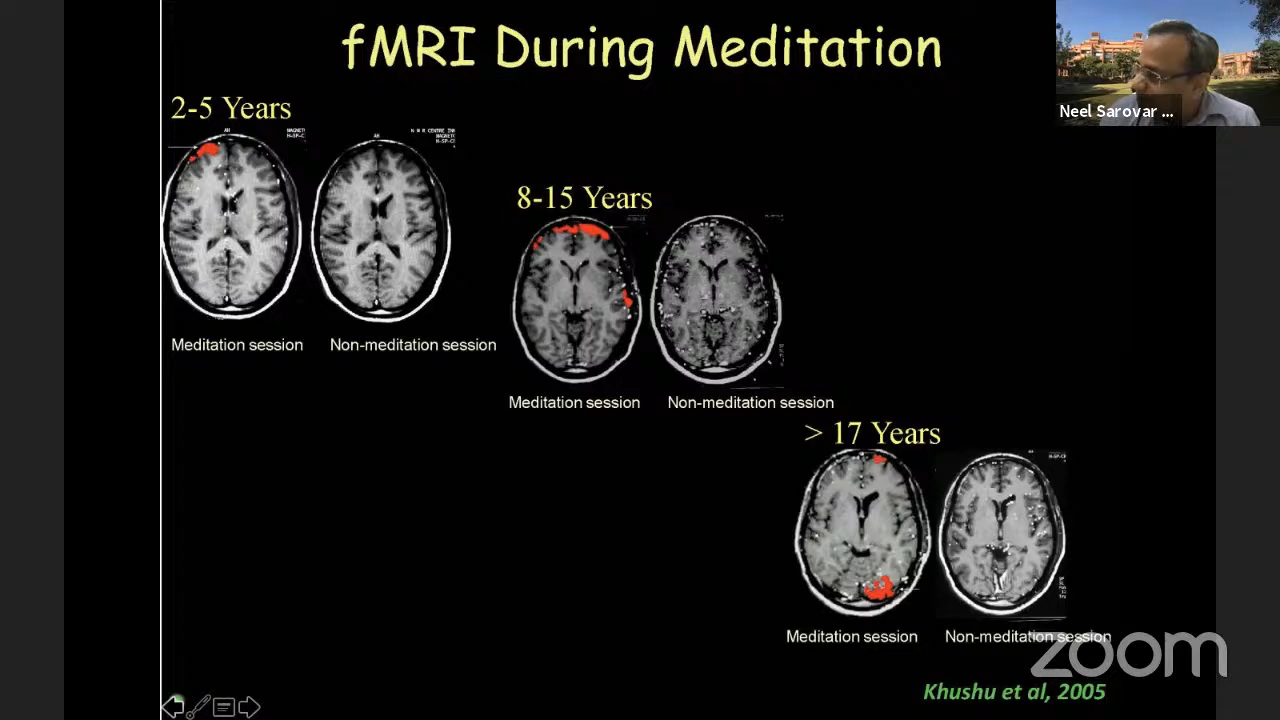 fMRI During Meditation
Neel Sarovar ...
2-5 Years
Meditation session
Non-meditation session
8-15 Years
Meditation session
Non-meditation session
> 17 Years
Meditation session
Non-meditation session
zoom
Khushu et al, 2005